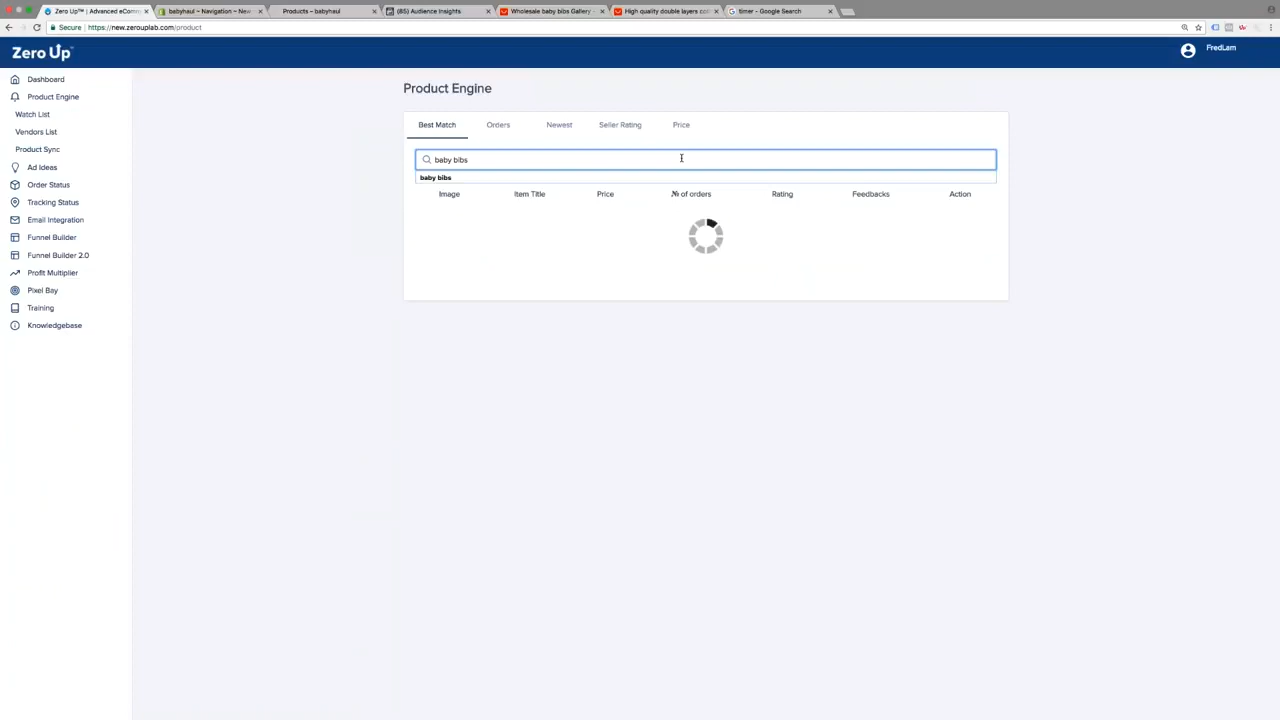 Zero Up™ | Advanced eComm
babyhaul ~ Navigation ~ New
Products ~ babyhaul
(85) Audience Insights
Wholesale baby bibs Gallery -
High quality double layers cot
timer - Google Search
Secure
https://new.zerouplab.com/product
Zero Up™
FredLam
Dashboard
Product Engine
Watch List
Vendors List
Product Sync
Ad Ideas
Order Status
Tracking Status
Email Integration
Funnel Builder
Funnel Builder 2.0
Profit Multiplier
Pixel Bay
Training
Knowledgebase
Product Engine
Best Match
Orders
Newest
Seller Rating
Price
baby bibs
baby bibs
Image
Item Title
Price
№ of orders
Rating
Feedbacks
Action